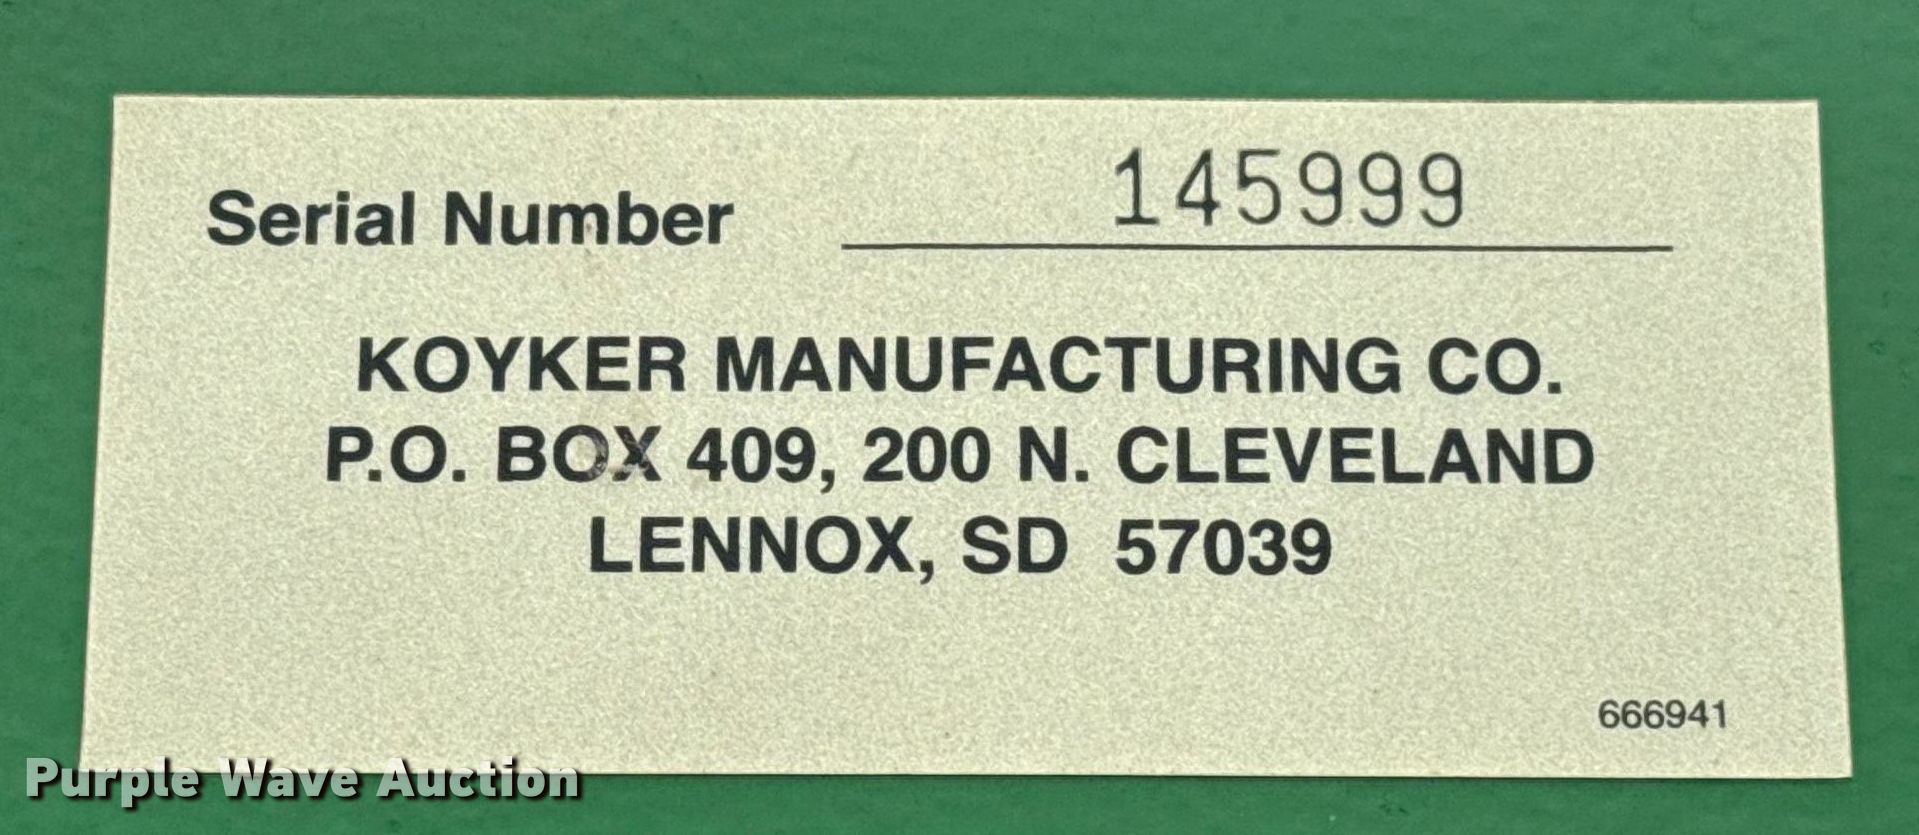 Serial Number 145999
KOYKER MANUFACTURING CO.
P.O. BOX 409, 200 N. CLEVELAND
LENNOX, SD 57039
666941
Purple Wave Auction